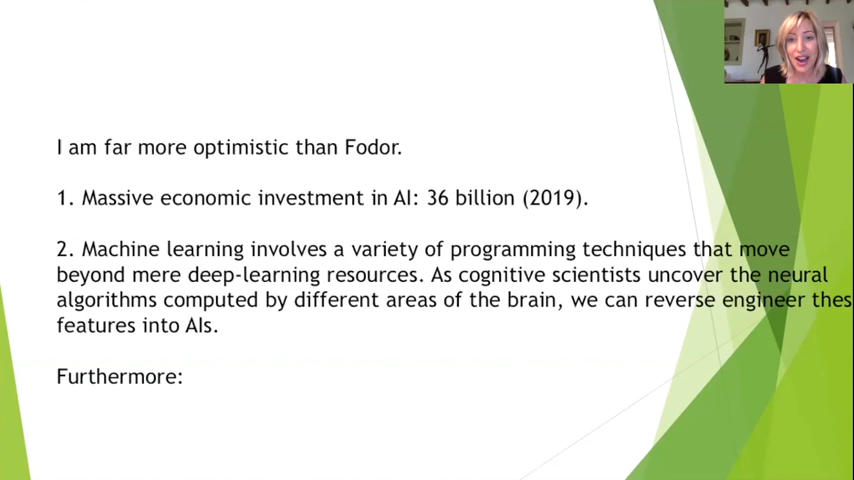 I am far more optimistic than Fodor.
1. Massive economic investment in AI: 36 billion (2019).
2. Machine learning involves a variety of programming techniques that move
beyond mere deep-learning resources. As cognitive scientists uncover the neural
algorithms computed by different areas of the brain, we can reverse engineer thes
features into AIs.
Furthermore: